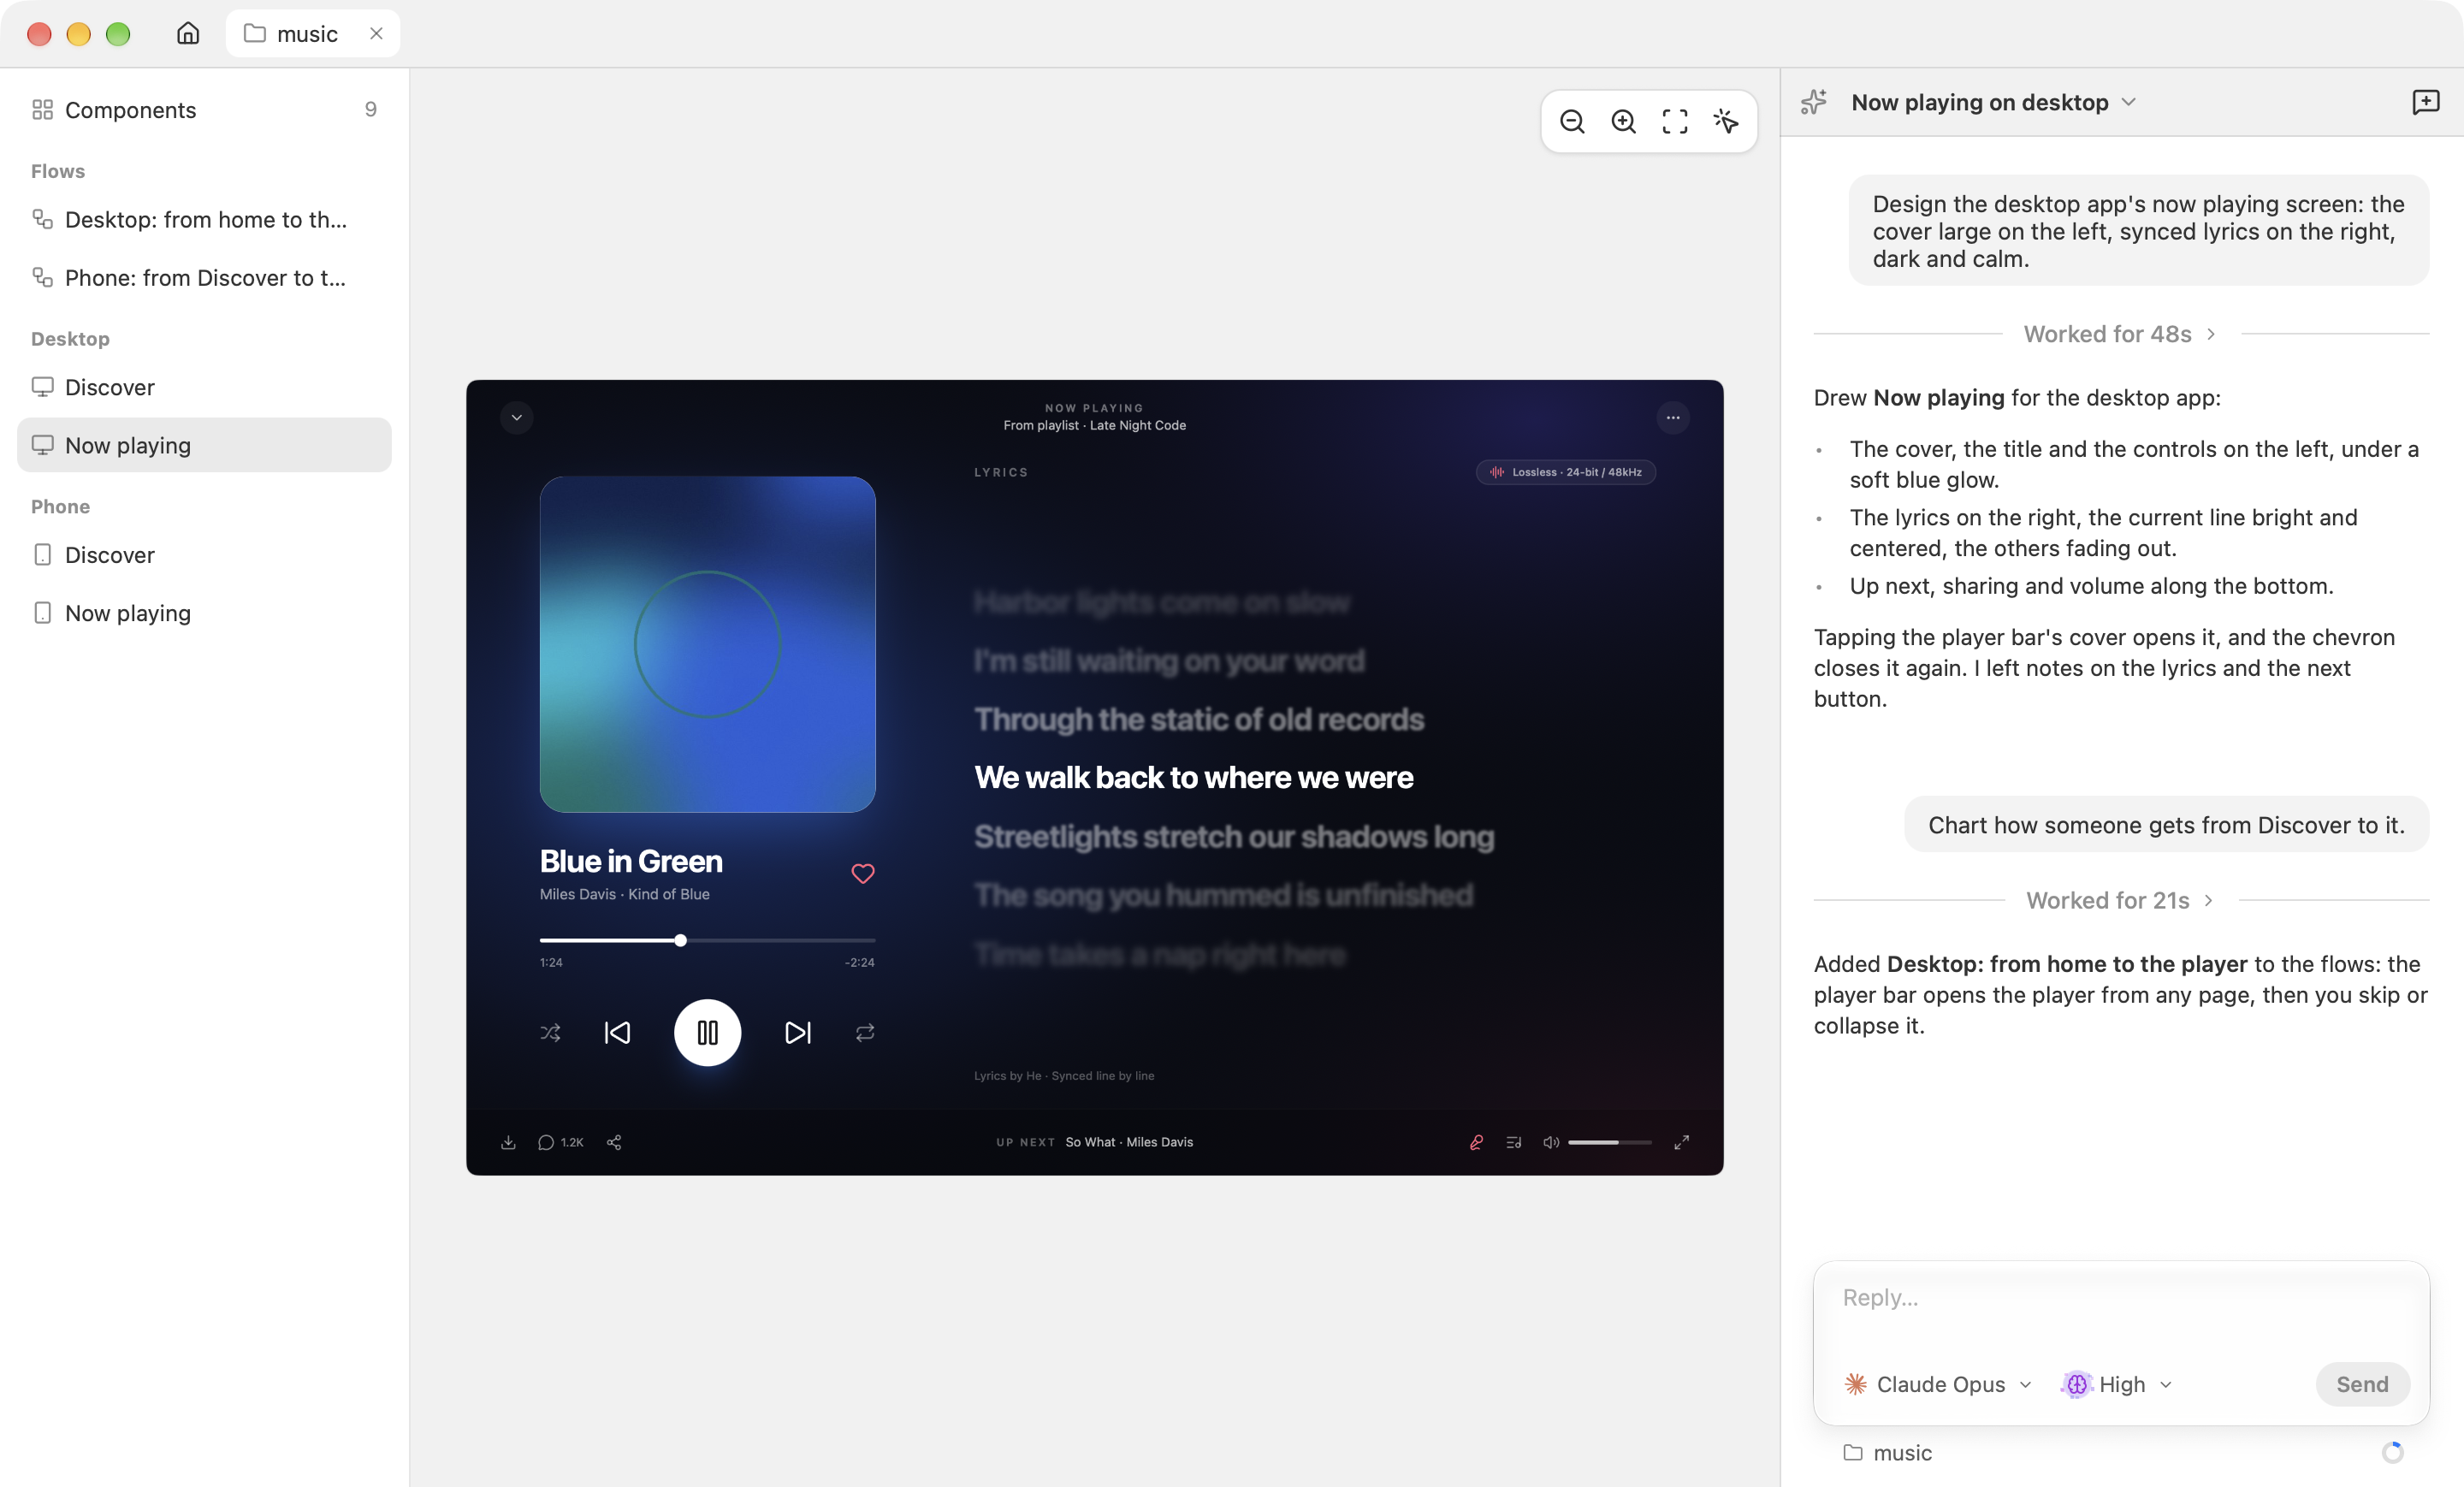 music
Components 9
Flows
Desktop: from home to th...
Phone: from Discover to t...
Desktop
Discover
Now playing
Phone
Discover
Now playing
NOW PLAYING
From playlist · Late Night Code
LYRICS
Lossless · 24-bit / 48kHz
Harbor lights come on slow
I'm still waiting on your word
Through the static of old records
We walk back to where we were
Streetlights stretch our shadows long
The song you hummed is unfinished
Time takes a nap right here
Blue in Green
Miles Davis · Kind of Blue
1:24 -2:24
Lyrics by He · Synced line by line
1.2K
UP NEXT So What · Miles Davis
Now playing on desktop
Design the desktop app's now playing screen: the
cover large on the left, synced lyrics on the right,
dark and calm.
Worked for 48s
Drew Now playing for the desktop app:
• The cover, the title and the controls on the left, under a
soft blue glow.
• The lyrics on the right, the current line bright and
centered, the others fading out.
• Up next, sharing and volume along the bottom.
Tapping the player bar's cover opens it, and the chevron
closes it again. I left notes on the lyrics and the next
button.
Chart how someone gets from Discover to it.
Worked for 21s
Added Desktop: from home to the player to the flows: the
player bar opens the player from any page, then you skip or
collapse it.
Reply...
Claude Opus High Send
music